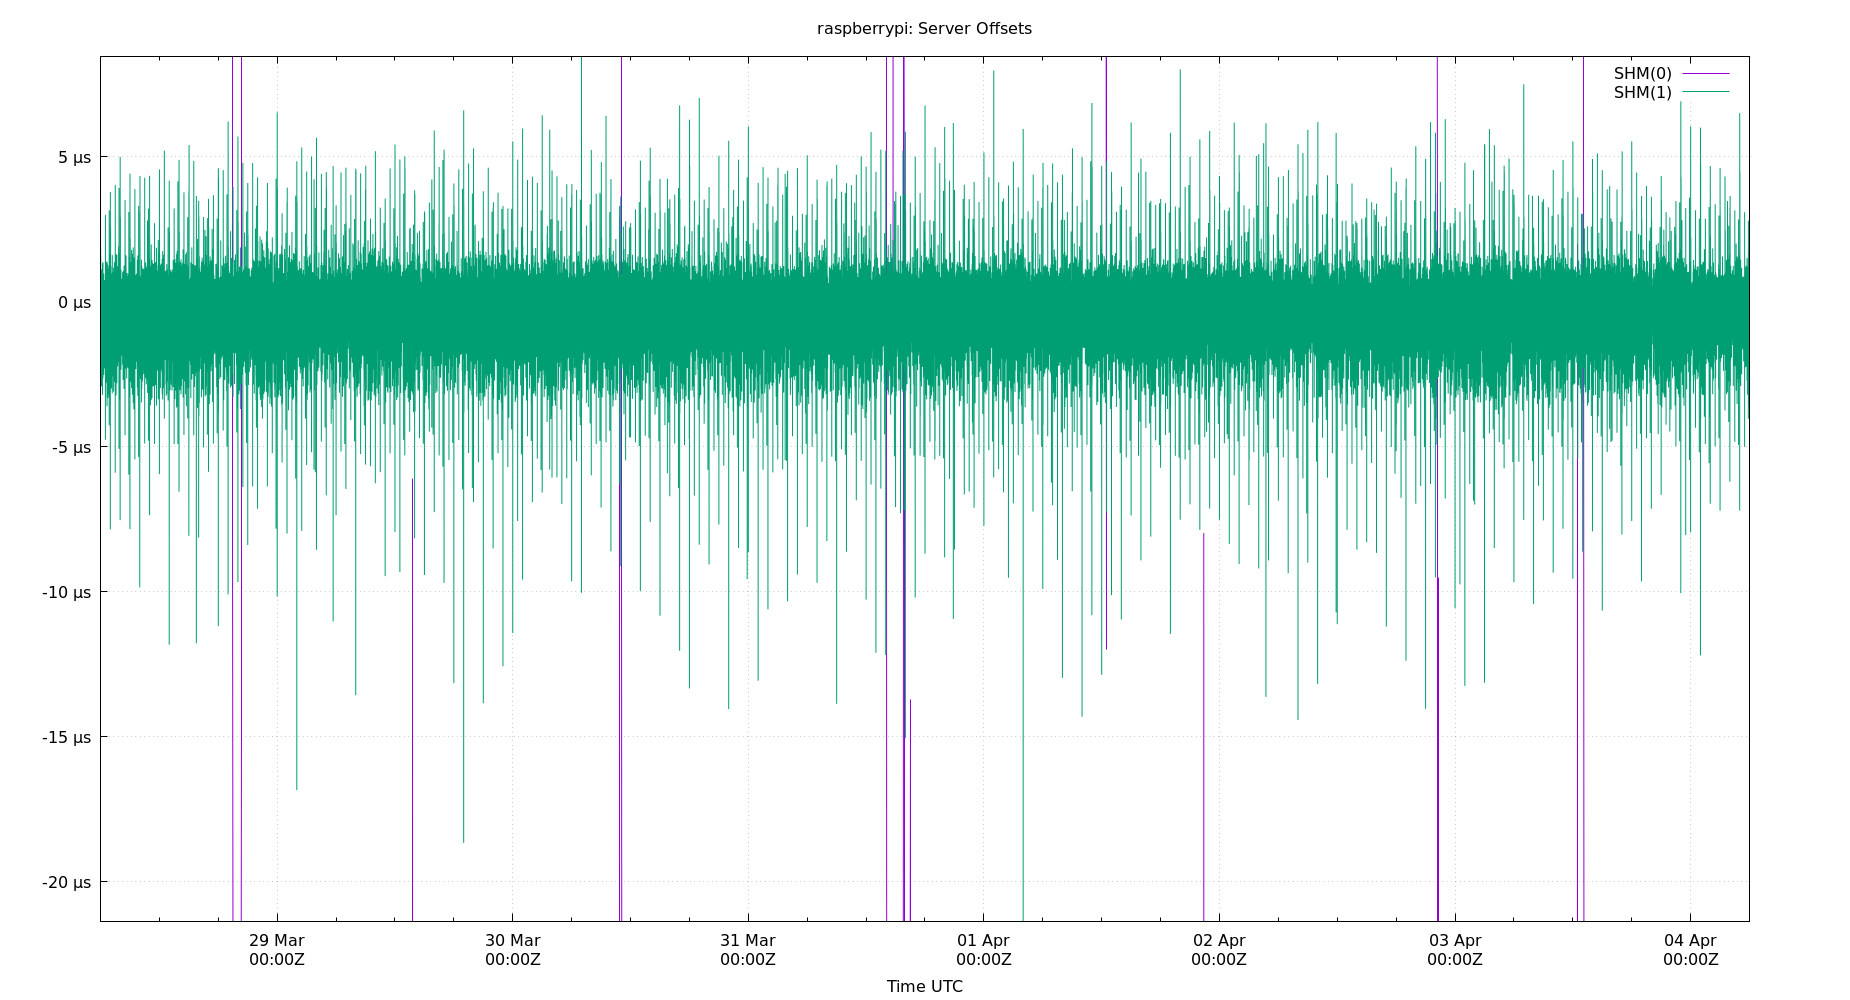 raspberrypi: Server Offsets
SHM(0)
SHM(1)
5 µs
0 µs
-5 µs
-10 µs
-15 µs
-20 µs
29 Mar 30 Mar 31 Mar 01 Apr 02 Apr 03 Apr 04 Apr
00:00Z 00:00Z 00:00Z 00:00Z 00:00Z 00:00Z 00:00Z
Time UTC